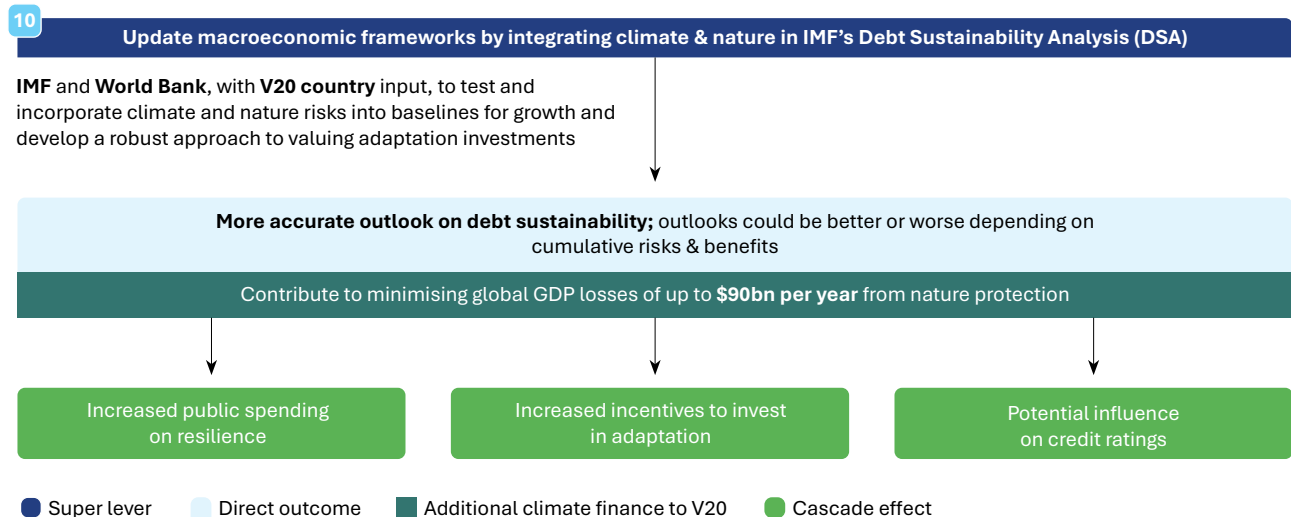 10
Update macroeconomic frameworks by integrating climate & nature in IMF's Debt Sustainability Analysis (DSA)
IMF and World Bank, with V20 country input, to test and
incorporate climate and nature risks into baselines for growth and
develop a robust approach to valuing adaptation investments
More accurate outlook on debt sustainability; outlooks could be better or worse depending on
cumulative risks & benefits
Contribute to minimising global GDP losses of up to $90bn per year from nature protection
Increased public spending
on resilience
Increased incentives to invest
in adaptation
Potential influence
on credit ratings
Super lever
Direct outcome
Additional climate finance to V20
Cascade effect